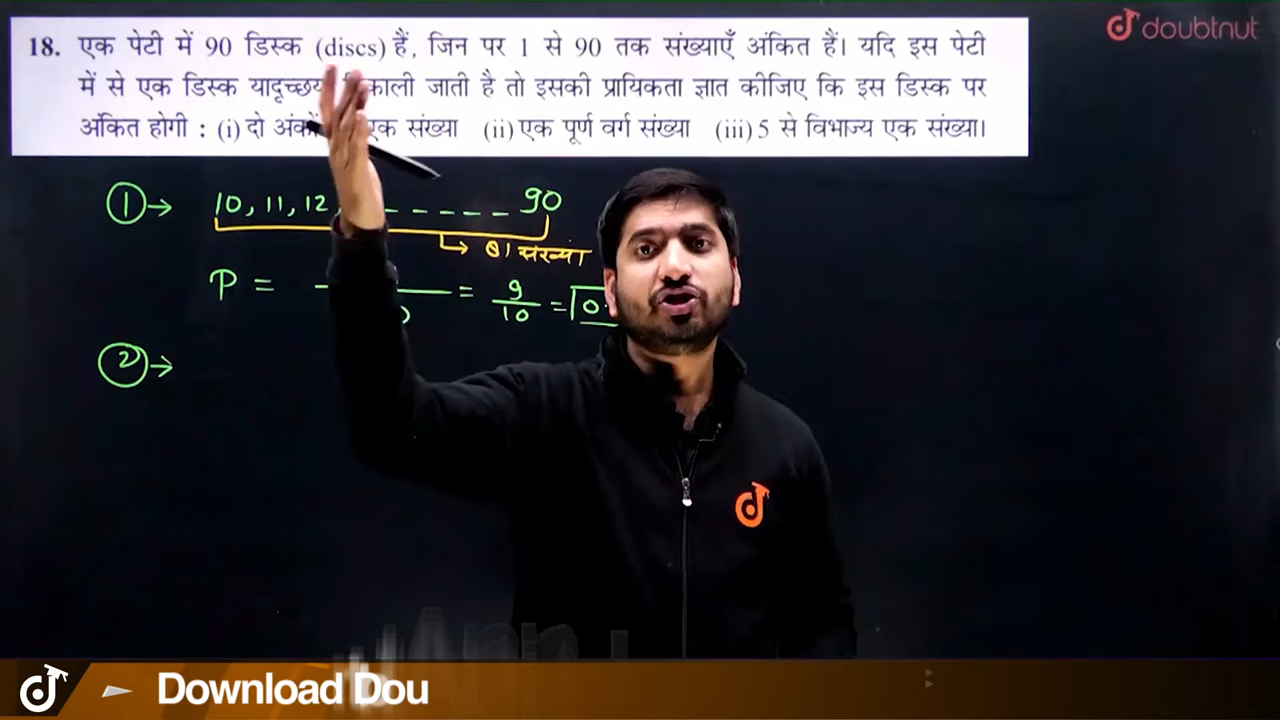 18. एक पेटी में 90 डिस्क (discs) हैं, जिन पर 1 से 90 तक संख्याएँ अंकित हैं। यदि इस पेटी
में से एक डिस्क जाती है तो इसकी प्रायिकता ज्ञात कीजिए कि इस डिस्क पर
अंकित होगी : (i) दो एक संख्या (ii) एक पूर्ण वर्ग संख्या (iii) 5 से विभाज्य एक संख्या।
doubtnut
1→ 10, 11, 12, - - - - - 90
→ 81 संख्या
P = = 9/10 =
2→
Download Dou